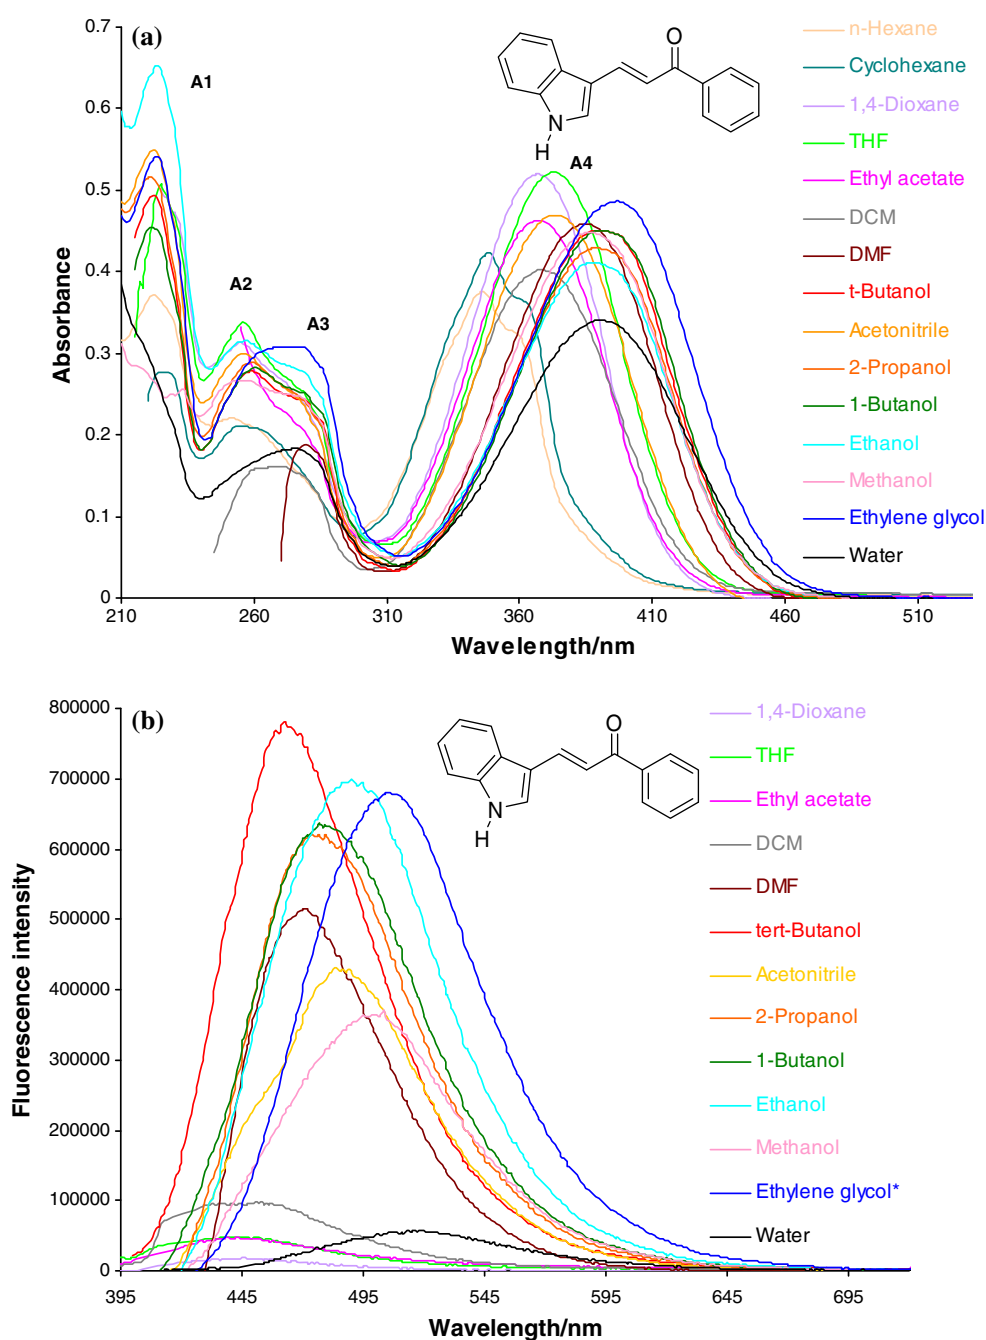 (a)
0.7
0.6
0.5
0.4
0.3
0.2
0.1
0
Absorbance
A1
A2
A3
A4
O
N
H
n-Hexane
Cyclohexane
1,4-Dioxane
THF
Ethyl acetate
DCM
DMF
t-Butanol
Acetonitrile
2-Propanol
1-Butanol
Ethanol
Methanol
Ethylene glycol
Water
210 260 310 360 410 460 510
Wavelength/nm
(b)
800000
700000
600000
500000
400000
300000
200000
100000
0
Fluorescence intensity
O
N
H
1,4-Dioxane
THF
Ethyl acetate
DCM
DMF
tert-Butanol
Acetonitrile
2-Propanol
1-Butanol
Ethanol
Methanol
Ethylene glycol*
Water
395 445 495 545 595 645 695
Wavelength/nm